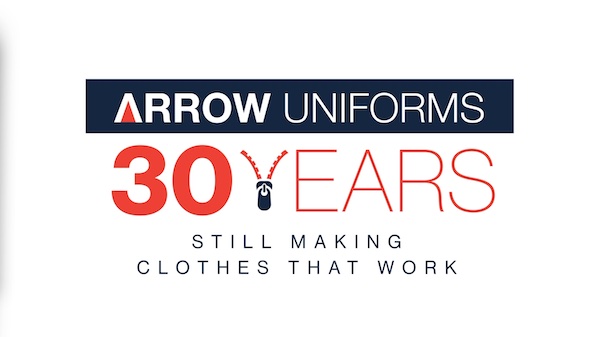 ARROW UNIFORMS
30 YEARS
STILL MAKING
CLOTHES THAT WORK